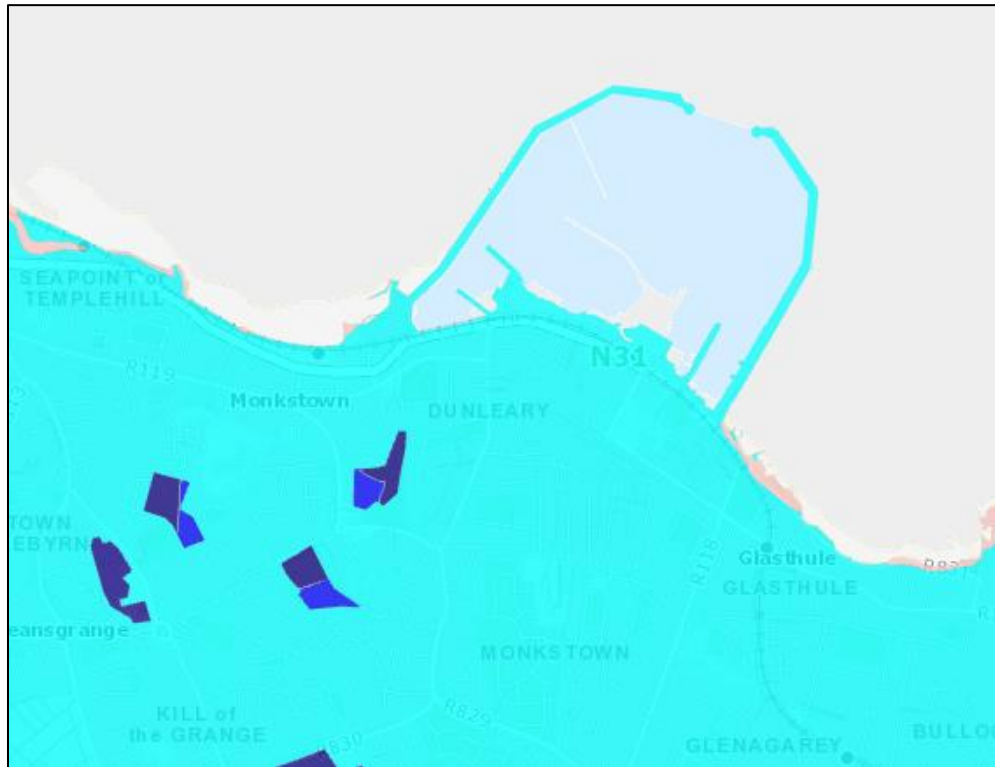 SEAPOINT or
TEMPLEHILL
N31
R119
Monkstown
DUNLEARY
TOWN
EBYRN
R118
Glasthule
GLASTHULE
eansgrange
MONKSTOWN
KILL of
the GRANGE
R829
830
GLENAGAREY
BULLO